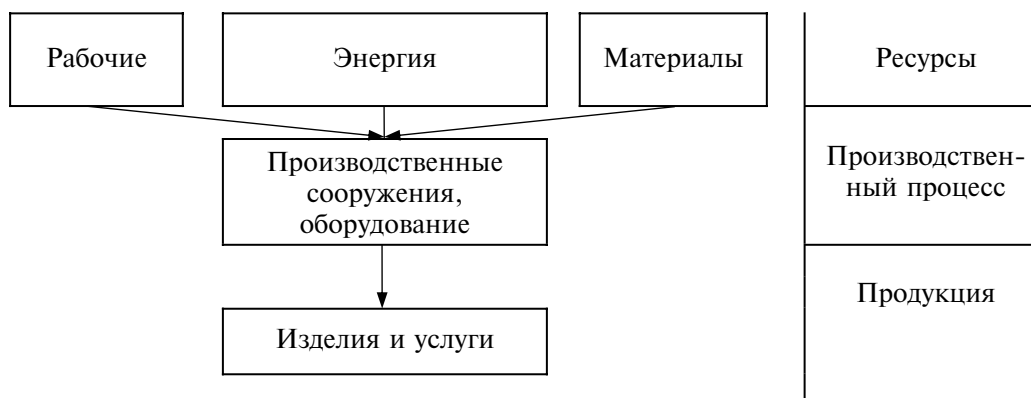 Рабочие
Энергия
Материалы
Ресурсы
Производственные
сооружения,
оборудование
Производствен-
ный процесс
Изделия и услуги
Продукция